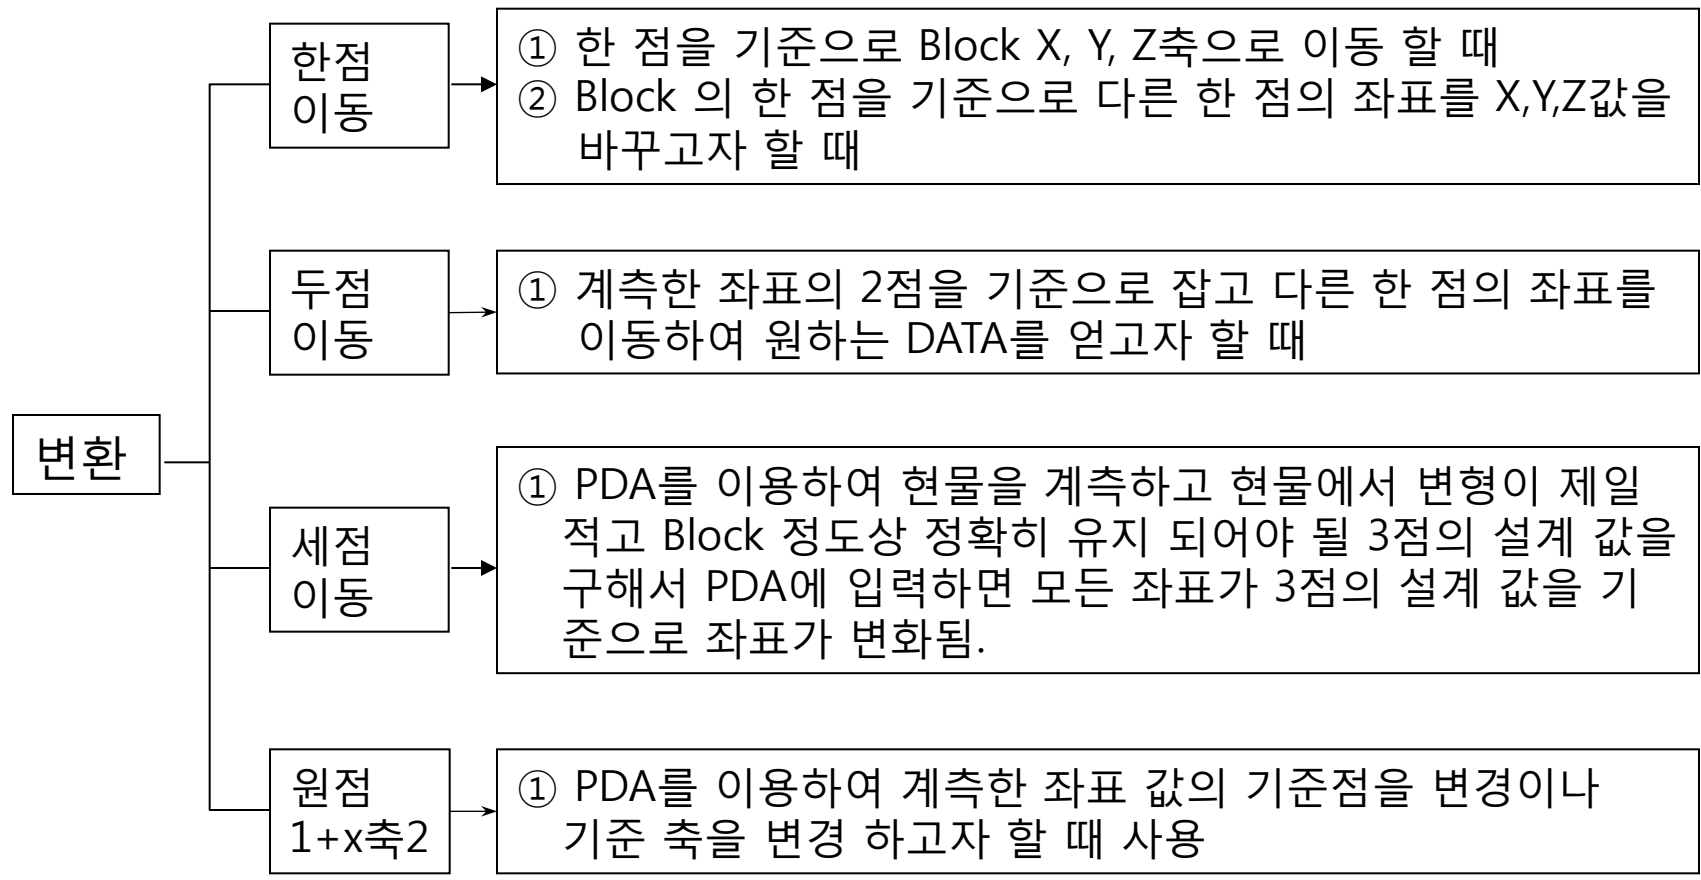 한점
이동
① 한 점을 기준으로 Block X, Y, Z축으로 이동 할 때
② Block 의 한 점을 기준으로 다른 한 점의 좌표를 X,Y,Z값을
바꾸고자 할 때
두점
이동
① 계측한 좌표의 2점을 기준으로 잡고 다른 한 점의 좌표를
이동하여 원하는 DATA를 얻고자 할 때
변환
세점
이동
① PDA를 이용하여 현물을 계측하고 현물에서 변형이 제일
적고 Block 정도상 정확히 유지 되어야 될 3점의 설계 값을
구해서 PDA에 입력하면 모든 좌표가 3점의 설계 값을 기
준으로 좌표가 변화됨.
원점
1+x축2
① PDA를 이용하여 계측한 좌표 값의 기준점을 변경이나
기준 축을 변경 하고자 할 때 사용